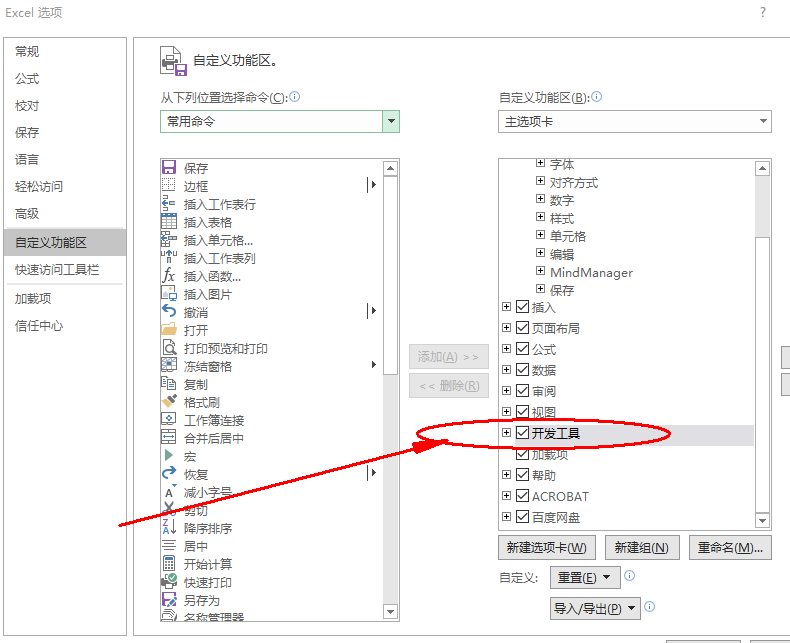 Excel 选项
?
常规
公式
校对
保存
语言
轻松访问
高级
自定义功能区
快速访问工具栏
加载项
信任中心
自定义功能区。
从下列位置选择命令(C):
常用命令
保存
边框
插入工作表行
插入表格
插入单元格...
插入工作表列
插入函数...
插入图片
撤消
打开
打印预览和打印
冻结窗格
复制
格式刷
工作簿连接
合并后居中
宏
恢复
减小字号
剪切
降序排序
居中
开始计算
快速打印
另存为
名称管理器
添加(A) >>
<< 删除(R)
自定义功能区(B):
主选项卡
字体
对齐方式
数字
样式
单元格
编辑
MindManager
保存
插入
页面布局
公式
数据
审阅
视图
开发工具
加载项
帮助
ACROBAT
百度网盘
新建选项卡(W)
新建组(N)
重命名(M)...
自定义:
重置(E)
导入/导出(P)